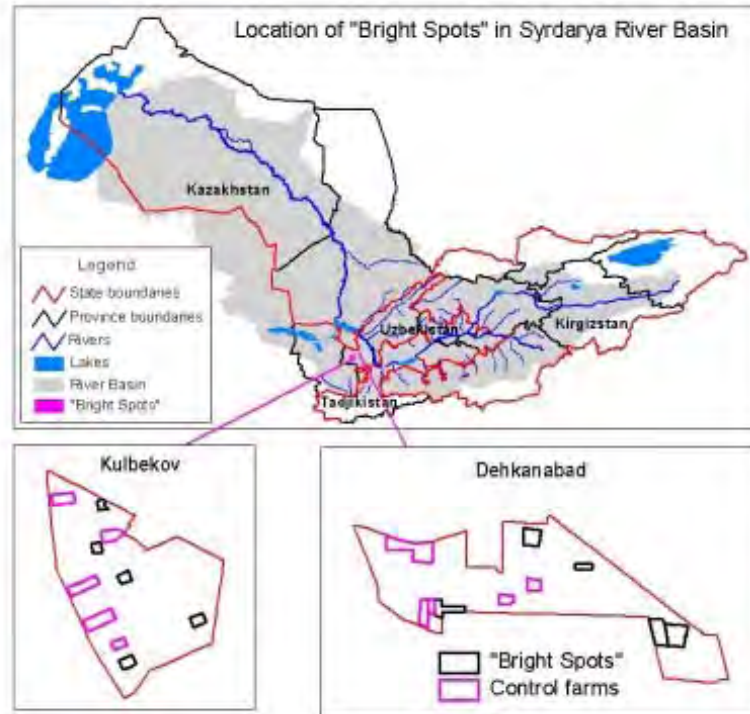 Location of "Bright Spots" in Syrdarya River Basin
Kazakhstan
Legend
State boundaries
Province boundaries
Rivers
Lakes
River Basin
"Bright Spots"
Uzbekistan
Kirgizstan
Tadjikistan
Kulbekov
Dehkanabad
"Bright Spots"
Control farms